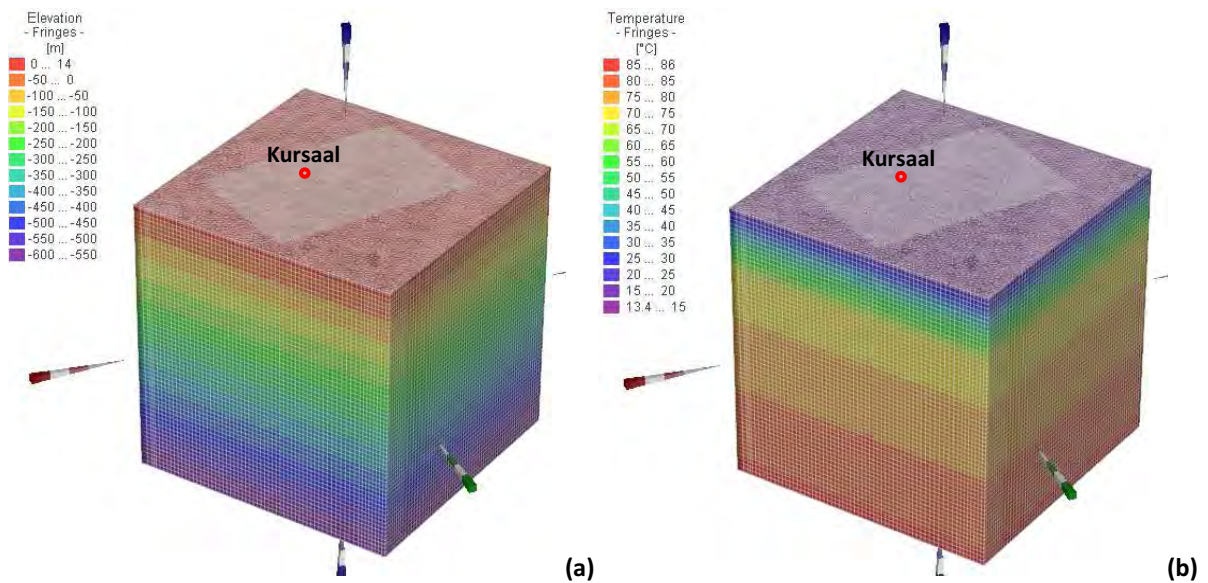 Elevation
- Fringes -
[m]
0 ... 14
-50 ... 0
-100 ... -50
-150 ... -100
-200 ... -150
-250 ... -200
-300 ... -250
-350 ... -300
-400 ... -350
-450 ... -400
-500 ... -450
-550 ... -500
-600 ... -550
Kursaal
(a)
Temperature
- Fringes -
[°C]
85 ... 86
80 ... 85
75 ... 80
70 ... 75
65 ... 70
60 ... 65
55 ... 60
50 ... 55
45 ... 50
40 ... 45
35 ... 40
30 ... 35
25 ... 30
20 ... 25
15 ... 20
13.4 ... 15
Kursaal
(b)